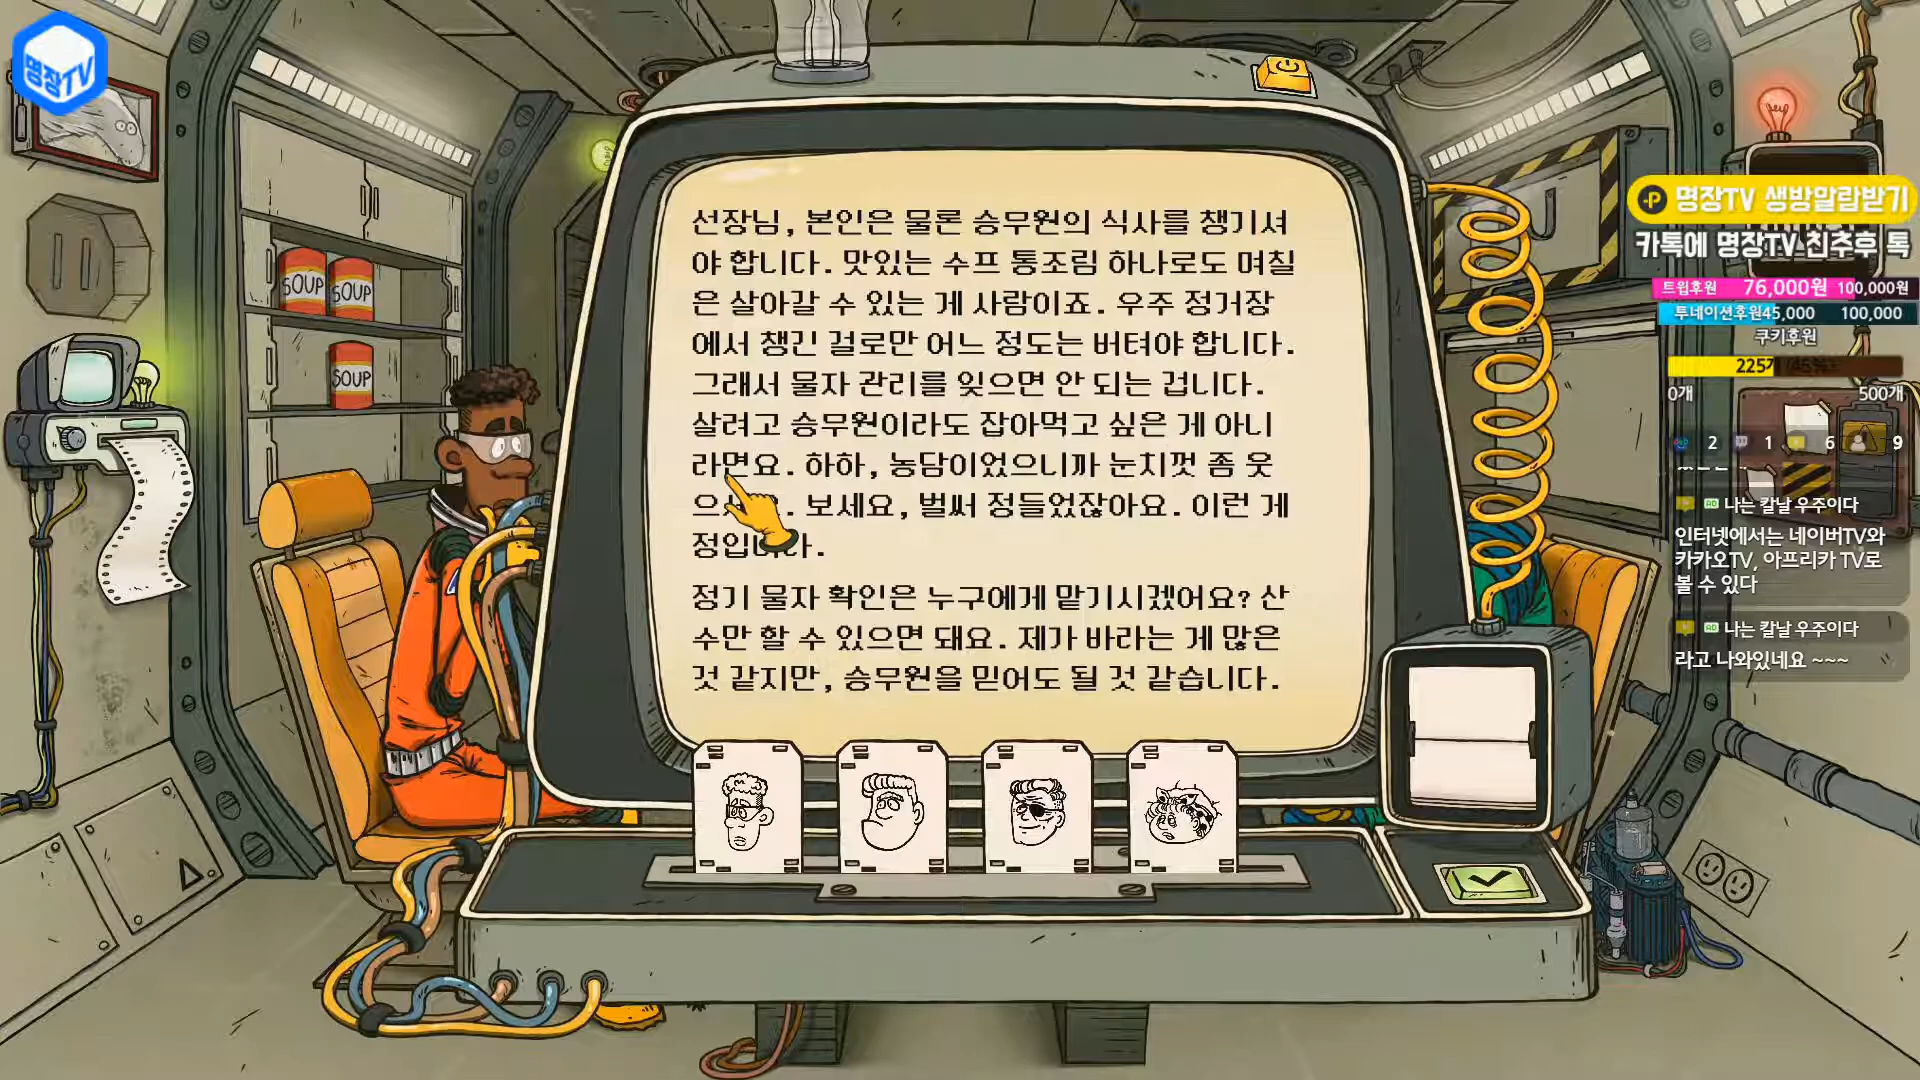 명장TV
SOUP
SOUP
SOUP
선장님, 본인은 물론 승무원의 식사를 챙기셔
야 합니다. 맛있는 수프 통조림 하나로도 며칠
은 살아갈 수 있는 게 사람이죠. 우주 정거장
에서 챙긴 걸로만 어느 정도는 버텨야 합니다.
그래서 물자 관리를 잊으면 안 되는 겁니다.
살려고 승무원이라도 잡아먹고 싶은 게 아니
라면요. 하하, 농담이었으니까 눈치껏 좀 웃
보세요, 벌써 정들었잖아요. 이런 게
정입니다.
정기 물자 확인은 누구에게 맡기시겠어요? 산
수만 할 수 있으면 돼요. 제가 바라는 게 많은
것 같지만, 승무원을 믿어도 될 것 같습니다.
명장TV 생방알람받기
카톡에 명장TV 친추후 톡
트윕후원 76,000원 100,000원
투네이션후원45,000 100,000
쿠키후원
0개 500개
2 1 6 9
나는 칼날 우주이다
인터넷에서는 네이버TV와
카카오TV, 아프리카 TV로
볼 수 있다
나는 칼날 우주이다
라고 나와있네요 ~~~